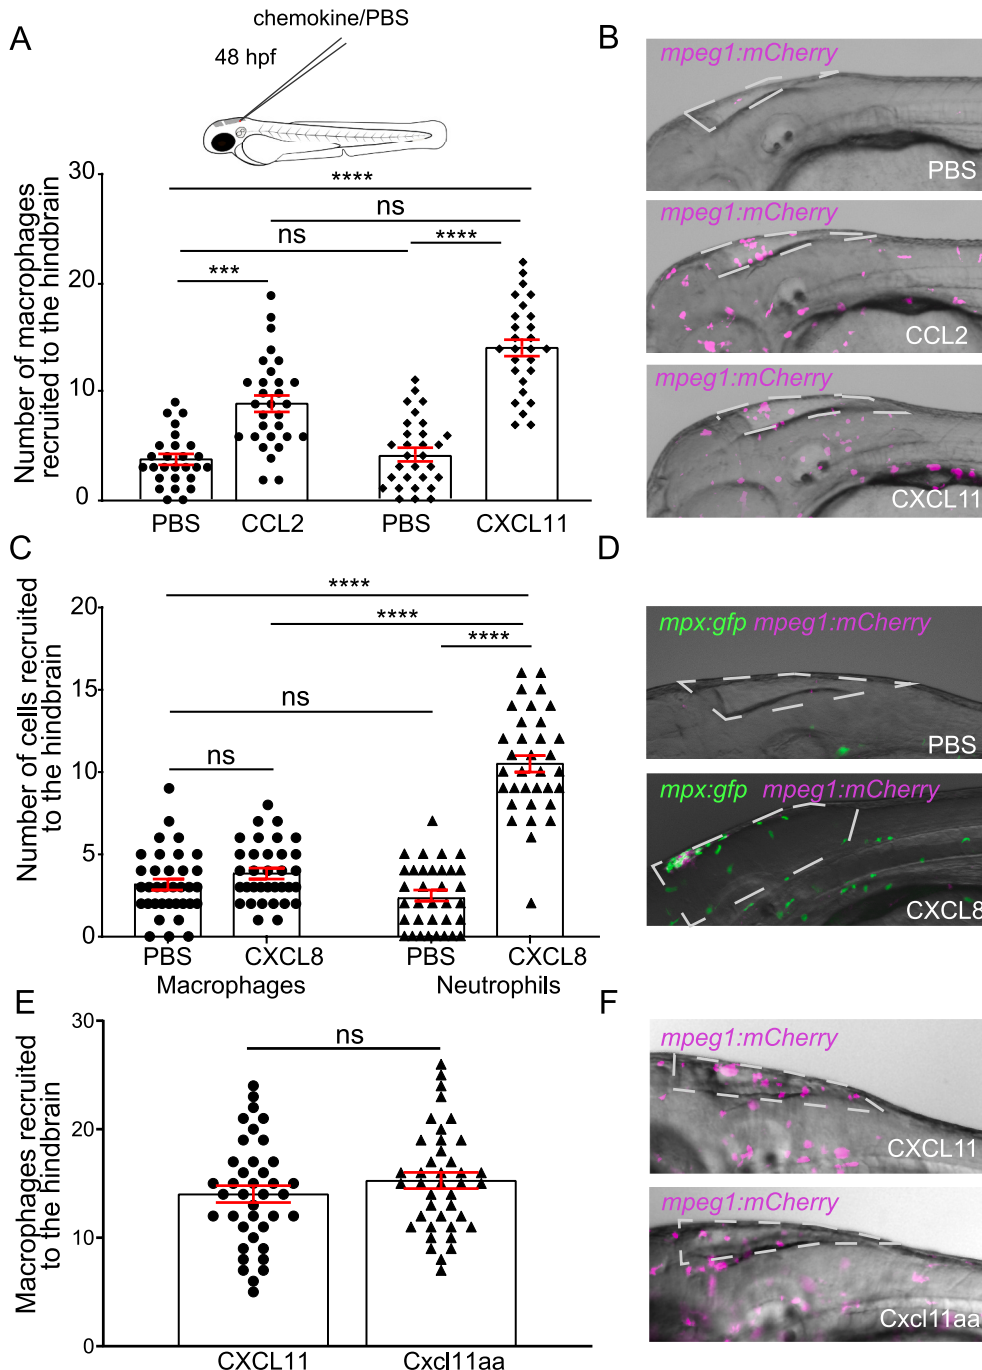 A
chemokine/PBS
48 hpf
Number of macrophages
recruited to the hindbrain
30
20
10
0
****
ns
ns
****
***
PBS
CCL2
PBS
CXCL11
B
mpeg1:mCherry
PBS
mpeg1:mCherry
CCL2
mpeg1:mCherry
CXCL11
C
Number of cells recruited
to the hindbrain
20
15
10
5
0
****
****
****
ns
ns
PBS
CXCL8
PBS
CXCL8
Macrophages
Neutrophils
D
mpx:gfp mpeg1:mCherry
PBS
mpx:gfp mpeg1:mCherry
CXCL8
E
Macrophages recruited
to the hindbrain
30
20
10
0
ns
CXCL11
Cxcl11aa
F
mpeg1:mCherry
CXCL11
mpeg1:mCherry
Cxcl11aa